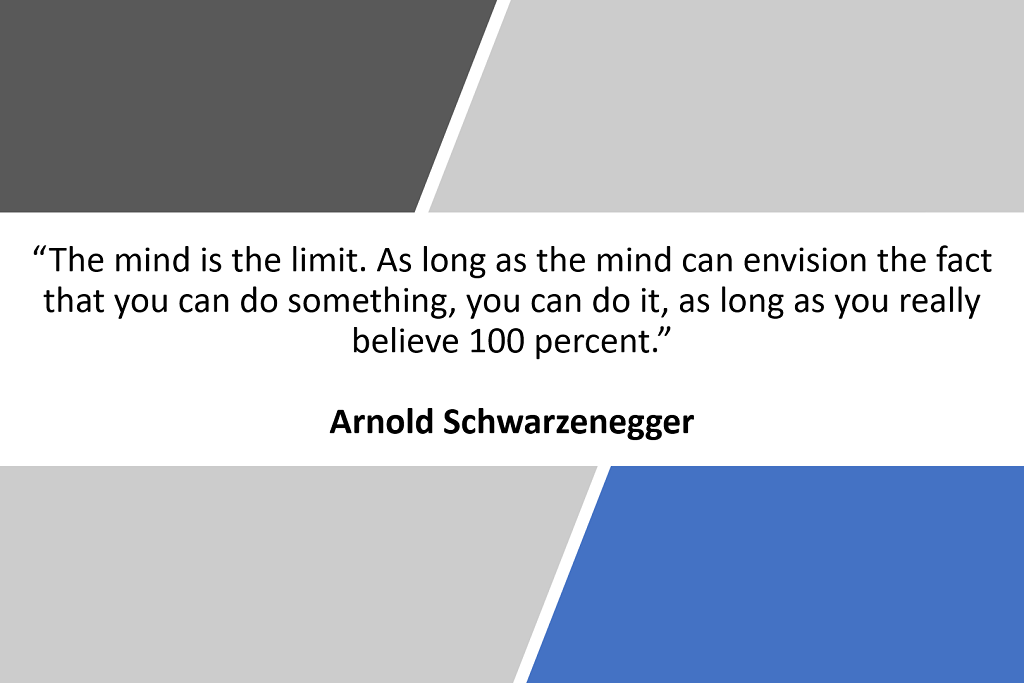 “The mind is the limit. As long as the mind can envision the fact
that you can do something, you can do it, as long as you really
believe 100 percent.”
Arnold Schwarzenegger